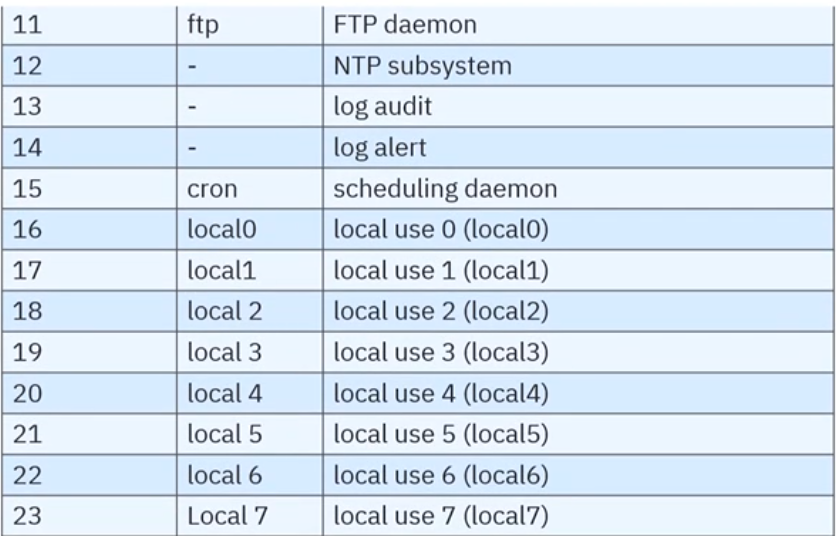 11 ftp FTP daemon
12 - NTP subsystem
13 - log audit
14 - log alert
15 cron scheduling daemon
16 local0 local use 0 (local0)
17 local1 local use 1 (local1)
18 local 2 local use 2 (local2)
19 local 3 local use 3 (local3)
20 local 4 local use 4 (local4)
21 local 5 local use 5 (local5)
22 local 6 local use 6 (local6)
23 Local 7 local use 7 (local7)